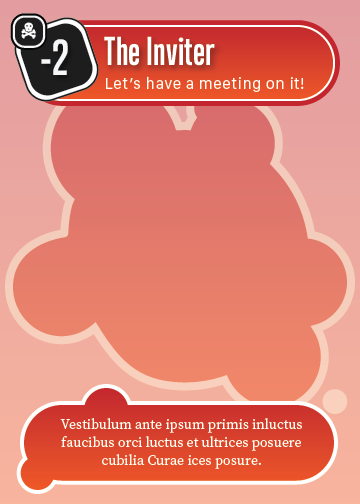 -2
The Inviter
Let's have a meeting on it!
Vestibulum ante ipsum primis inluctus
faucibus orci luctus et ultrices posuere
cubilia Curae ices posure.